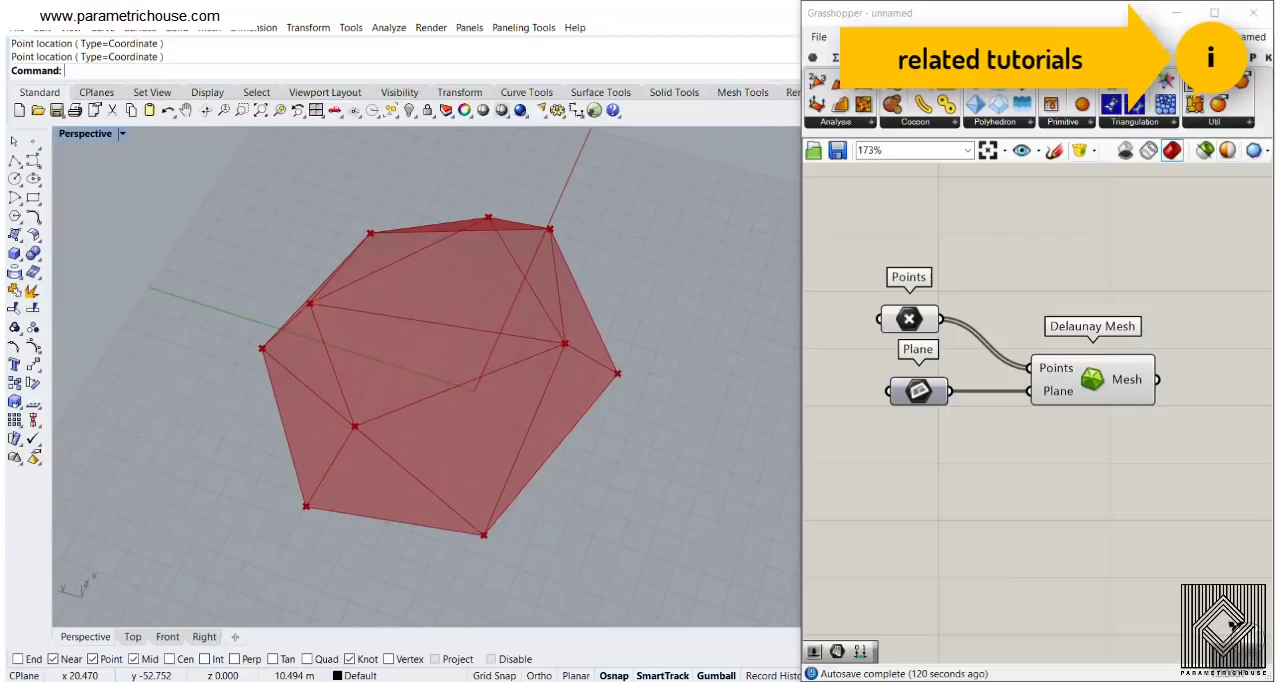 www.parametrichouse.com
Transform Tools Analyze Render Panels Paneling Tools Help
Point location ( Type=Coordinate )
Point location ( Type=Coordinate )
Command:
Standard CPlanes Set View Display Select Viewport Layout Visibility Transform Curve Tools Surface Tools Solid Tools Mesh Tools
Perspective
y x
Perspective Top Front Right
End Near Point Mid Cen Int Perp Tan Quad Knot Vertex Project Disable
CPlane x 20.470 y -52.752 10.494 m Default Grid Snap Ortho Planar Osnap SmartTrack Gumball
Grasshopper - unnamed
File
related tutorials
i
P K
Analysis Cocoon Polyhedron Primitive Triangulation Util
173%
Points
Plane
Delaunay Mesh
Points
Plane
Mesh
Autosave complete (120 seconds ago)
PARAMETRICHOUSE